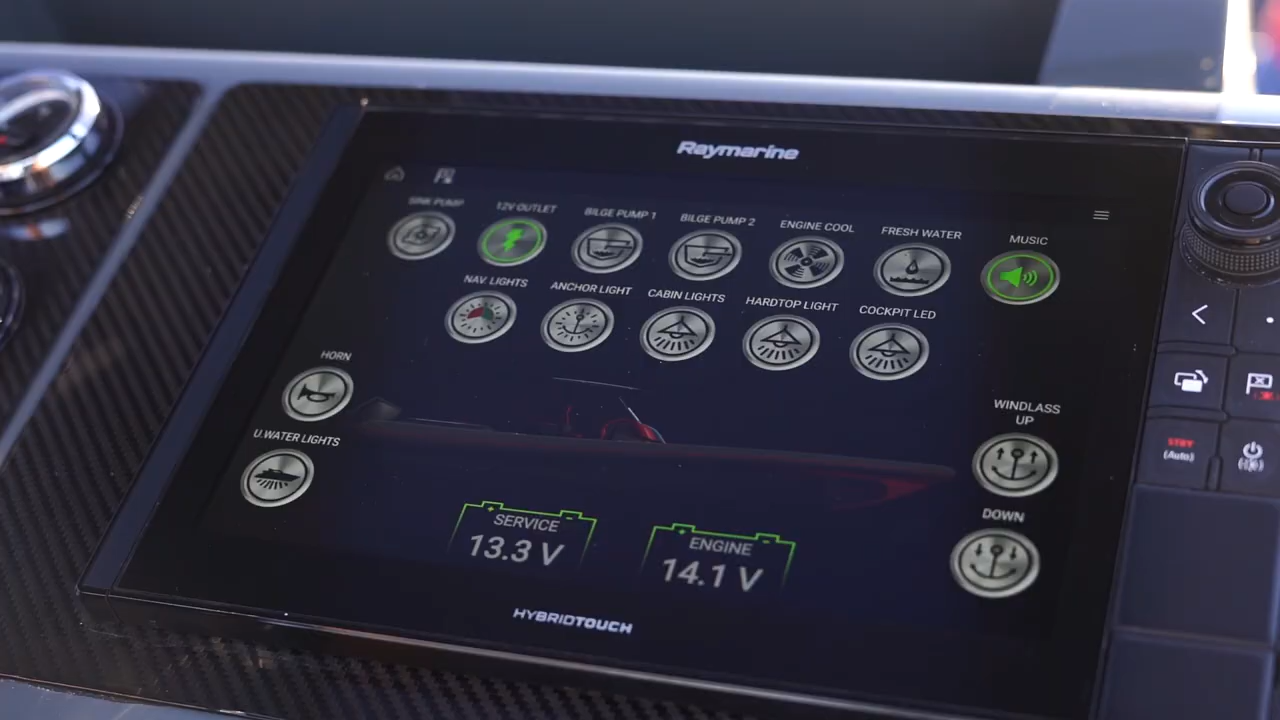 Raymarine
SINK PUMP
12V OUTLET
BILGE PUMP 1
BILGE PUMP 2
ENGINE COOL
FRESH WATER
MUSIC
NAV. LIGHTS
ANCHOR LIGHT
CABIN LIGHTS
HARDTOP LIGHT
COCKPIT LED
HORN
U.WATER LIGHTS
WINDLASS
UP
DOWN
SERVICE
13.3 V
ENGINE
14.1 V
HYBRIDTOUCH
STBY
(Auto)